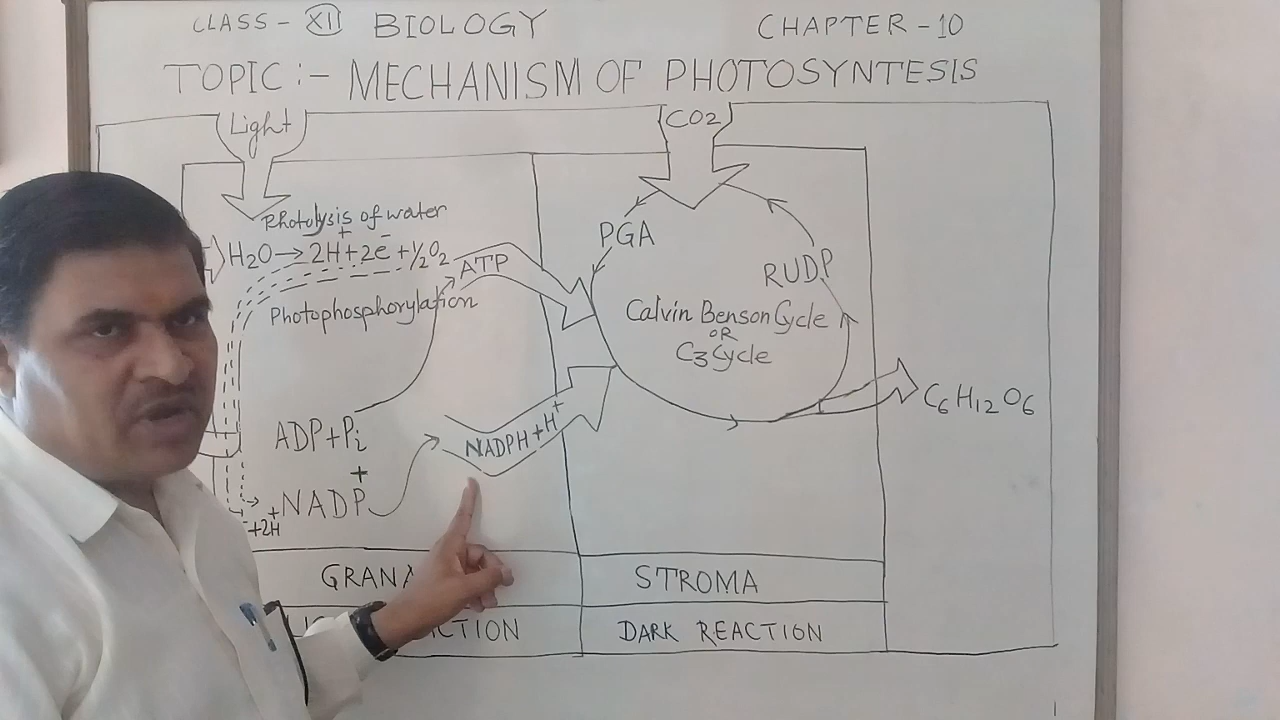 CLASS - XII BIOLOGY CHAPTER - 10
TOPIC :- MECHANISM OF PHOTOSYNTESIS
Light
CO2
Photolysis of water
H2O → 2H+ + 2e- + ½O2
ATP
Photophosphorylation
PGA
RUDP
Calvin Benson Cycle
OR
C3 Cycle
C6H12O6
ADP+Pi
+
NADP+
+2H
NADPH+H+
GRANA
STROMA
DARK REACTION